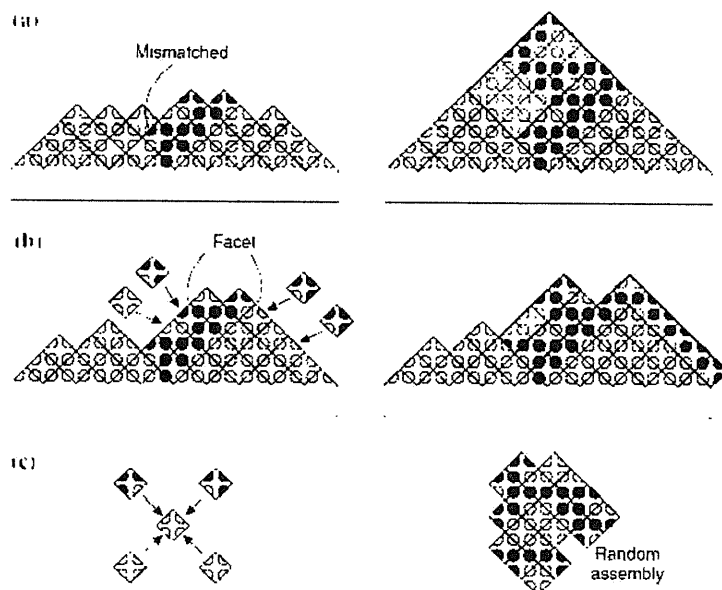 (a)
Mismatched
(b)
Facet
(c)
Random
assembly